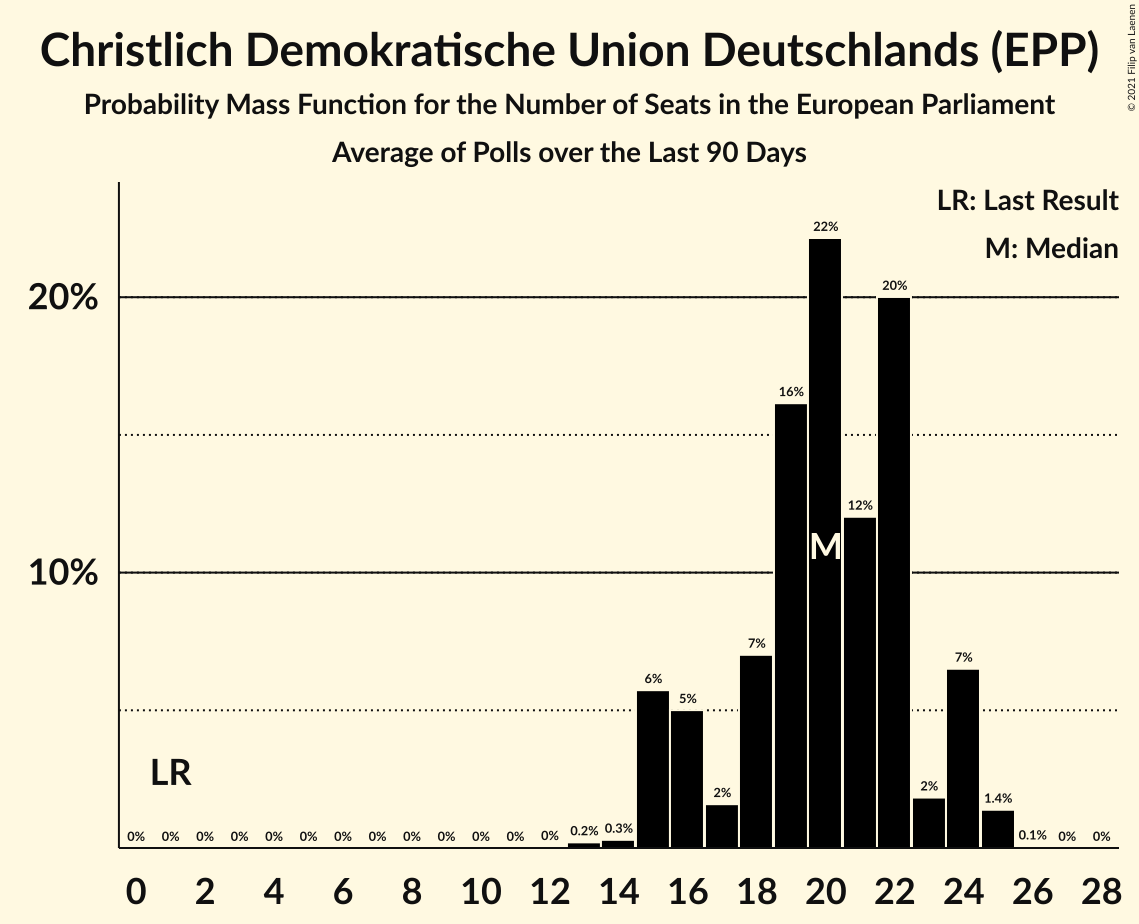 Christlich Demokratische Union Deutschlands (EPP)
Probability Mass Function for the Number of Seats in the European Parliament
Average of Polls over the Last 90 Days
© 2021 Filip van Laenen
LR: Last Result
M: Median
22%
20%
20%
16%
12%
M
10%
7%
7%
6%
5%
LR
2%
2%
1.4%
0% 0% 0% 0% 0% 0% 0% 0% 0% 0% 0% 0% 0% 0.2% 0.3% 0.1% 0% 0%
0 2 4 6 8 10 12 14 16 18 20 22 24 26 28